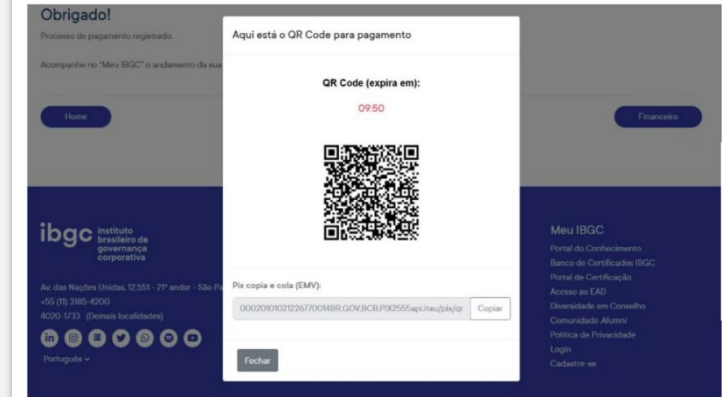 Obrigado!
Processo de pagamento registrado.
Acompanhe no "Meu IBGC" o andamento da sua
Home
Financeiro
Aqui está o QR Code para pagamento
QR Code (expira em):
09:50
Pix copia e cola (EMV):
00020101021226770014BR.GOV.BCB.PIX2555api.itau/pix/qr
Copiar
Fechar
ibgc instituto
brasileiro de
governança
corporativa
Av. das Nações Unidas, 12.551 - 21º andar - São Pa
+55 (11) 3185-4200
4020-1733 (Demais localidades)
Português
Meu IBGC
Portal do Conhecimento
Banco de Certificados IBGC
Portal de Certificação
Acesso ao EAD
Diversidade em Conselho
Comunidade Alumni
Política de Privacidade
Login
Cadastre-se